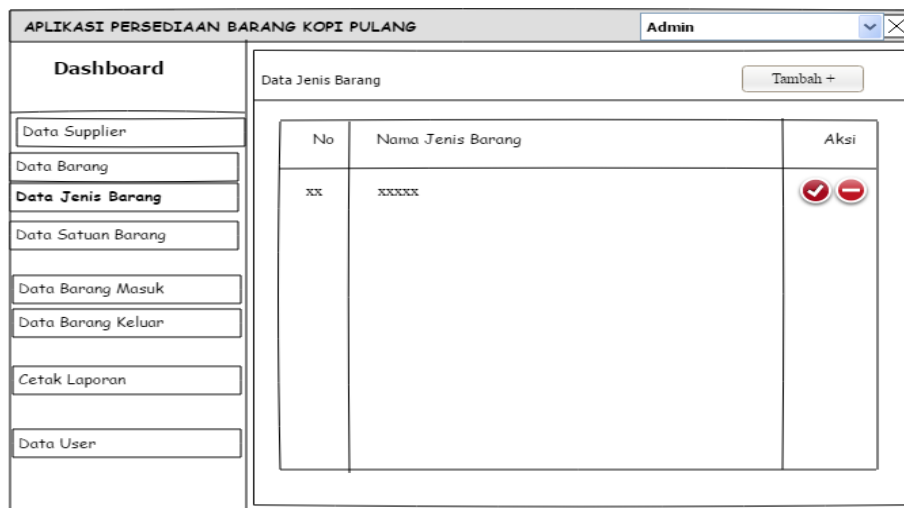 APLIKASI PERSEDIAAN BARANG KOPI PULANG
Admin
Dashboard
Data Supplier
Data Barang
Data Jenis Barang
Data Satuan Barang
Data Barang Masuk
Data Barang Keluar
Cetak Laporan
Data User
Data Jenis Barang
Tambah +
No Nama Jenis Barang Aksi
xx xxxxx